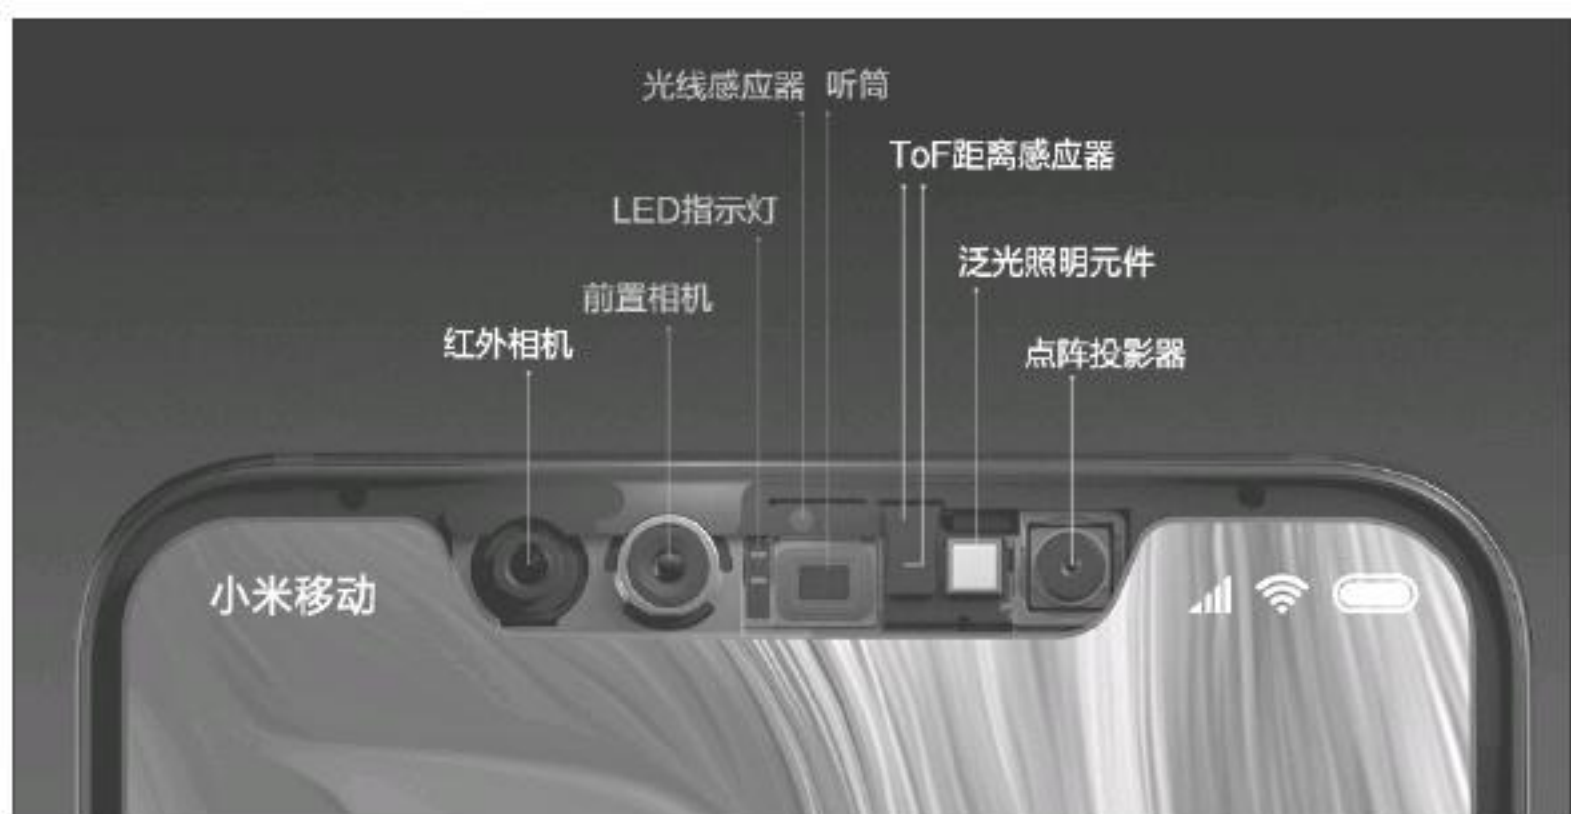 光线感应器 听筒
ToF距离感应器
LED指示灯
泛光照明元件
前置相机
红外相机
点阵投影器
小米移动